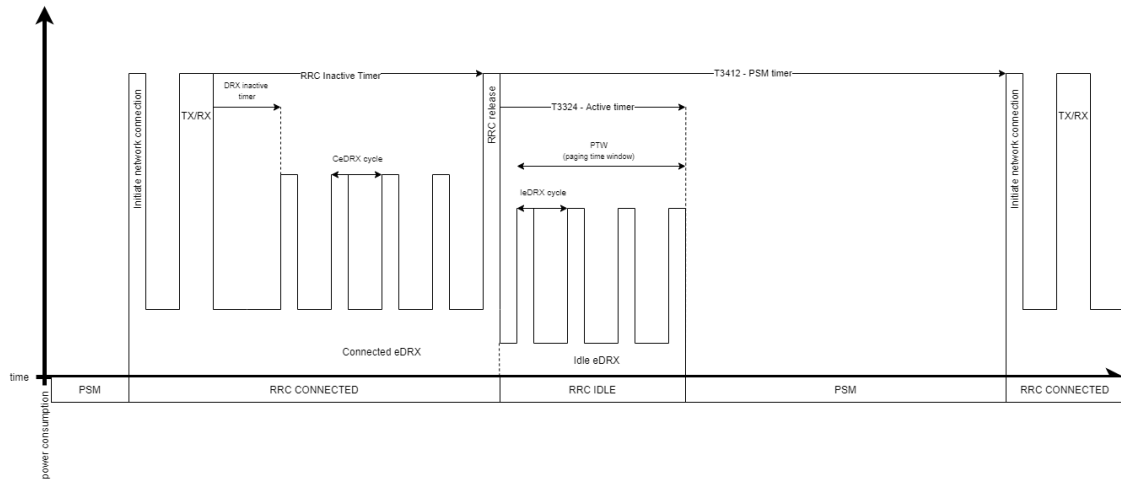 RRC Inactive Timer
T3412 - PSM timer
DRX inactive
timer
T3324 - Active timer
Initiate network connection
TX/RX
RRC release
Initiate network connection
TX/RX
PTW
(paging time window)
CeDRX cycle
IeDRX cycle
Connected eDRX
Idle eDRX
time
PSM
RRC CONNECTED
RRC IDLE
PSM
RRC CONNECTED
power consumption